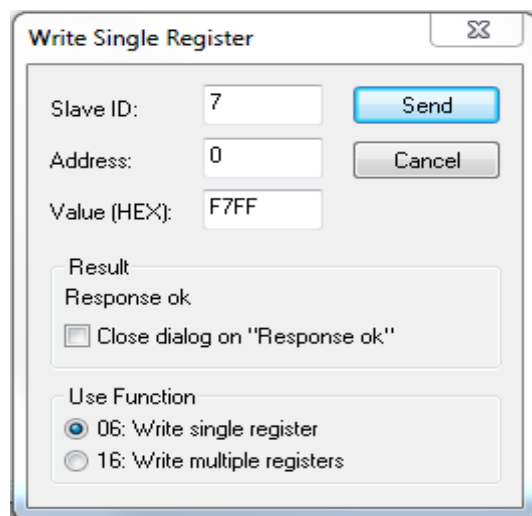 Write Single Register
Slave ID: 7 Send
Address: 0 Cancel
Value (HEX): F7FF
Result
Response ok
Close dialog on "Response ok"
Use Function
06: Write single register
16: Write multiple registers